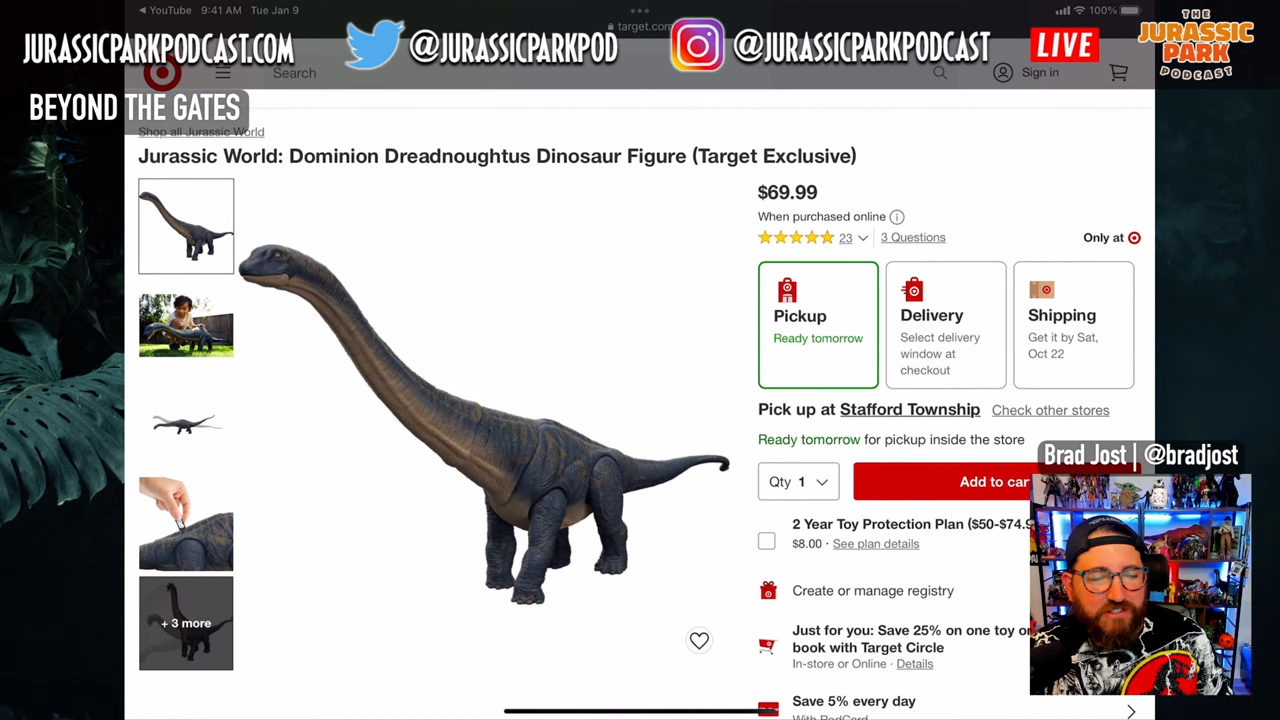 YouTube 9:41 AM Tue Jan 9
100%
target.com
JURASSICPARKPODCAST.COM
@JURASSICPARKPOD
@JURASSICPARKPODCAST
LIVE
THE
JURASSIC
PARK
PODCAST
Search
Sign in
BEYOND THE GATES
Shop all Jurassic World
Jurassic World: Dominion Dreadnoughtus Dinosaur Figure (Target Exclusive)
$69.99
When purchased online
23
3 Questions
Only at
Pickup
Ready tomorrow
Delivery
Select delivery
window at
checkout
Shipping
Get it by Sat,
Oct 22
Pick up at Stafford Township Check other stores
Ready tomorrow for pickup inside the store
Brad Jost | @bradjost
Qty 1
Add to car
2 Year Toy Protection Plan ($50-$74.9
$8.00 · See plan details
Create or manage registry
+ 3 more
Just for you: Save 25% on one toy or
book with Target Circle
In-store or Online · Details
Save 5% every day
With RedCard